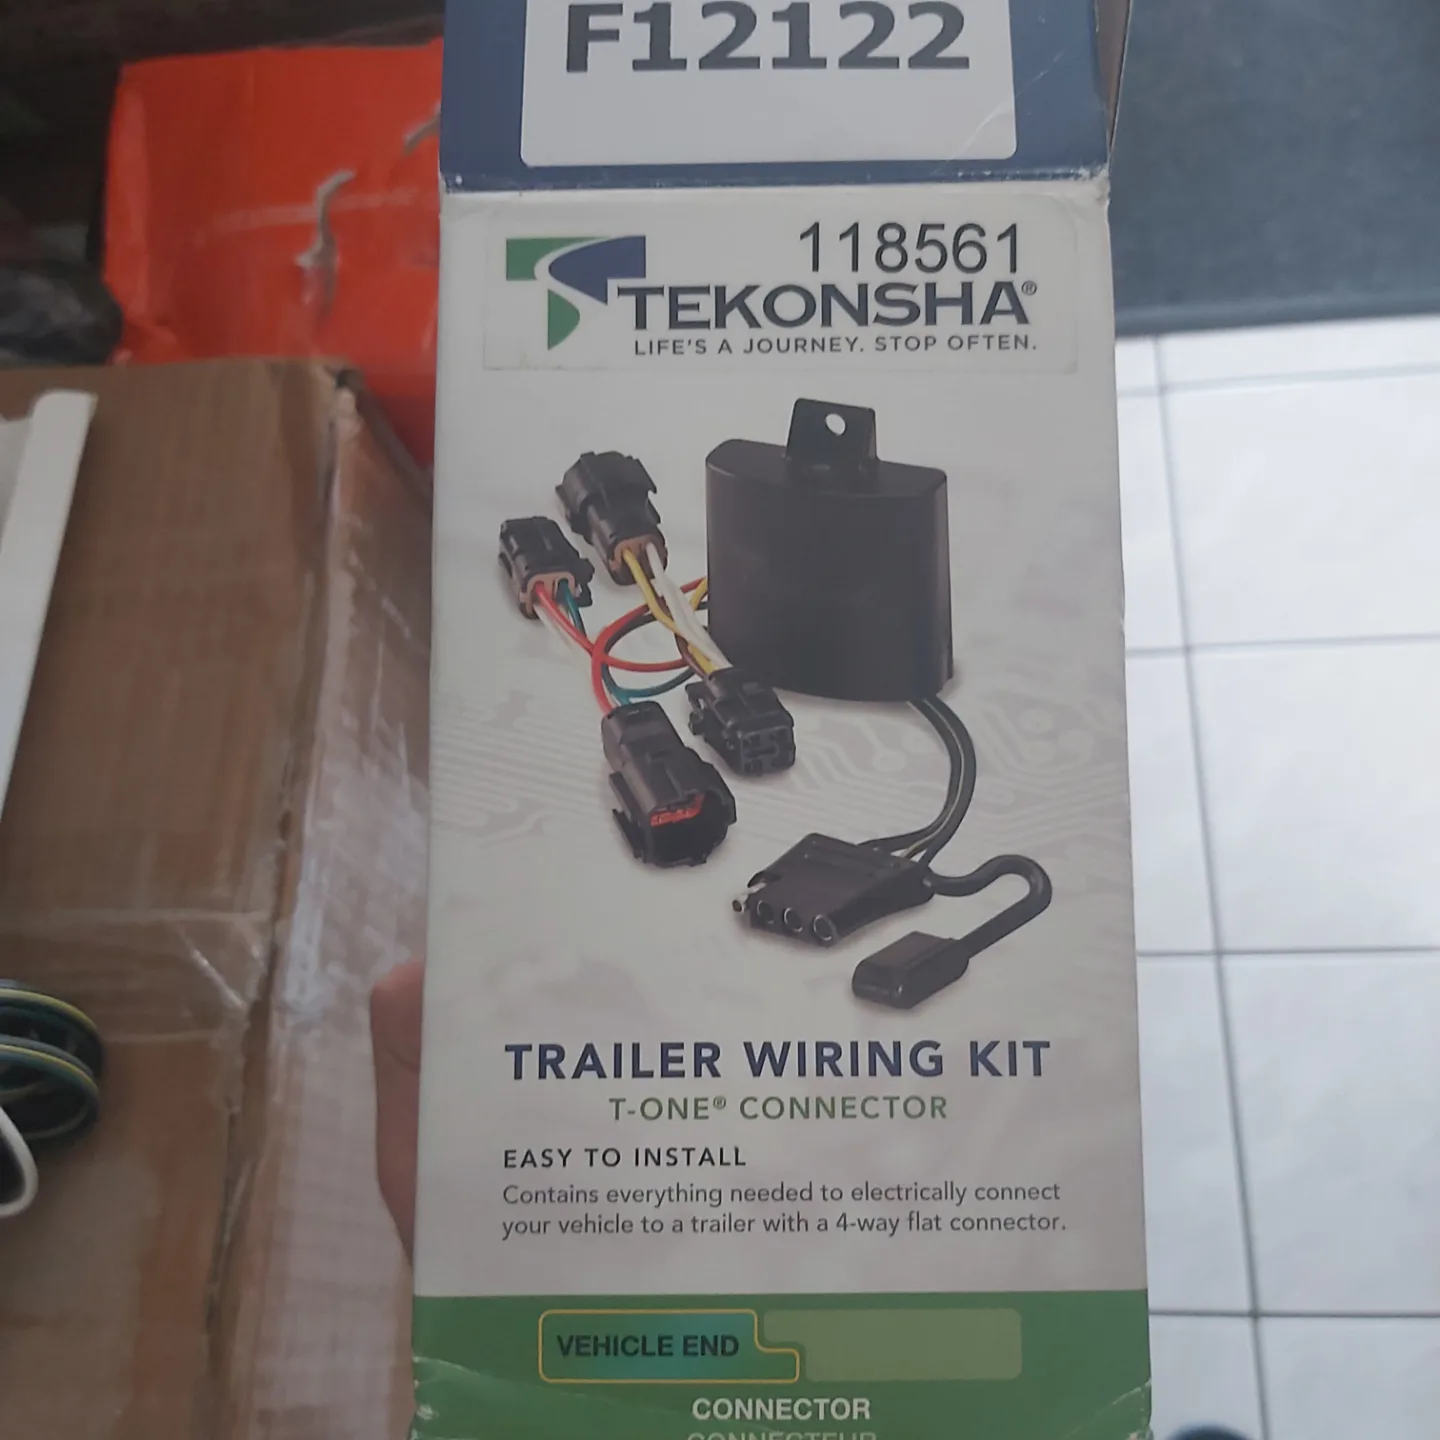 F12122
118561
TEKONSHA®
LIFE'S A JOURNEY. STOP OFTEN.
TRAILER WIRING KIT
T-ONE® CONNECTOR
EASY TO INSTALL
Contains everything needed to electrically connect
your vehicle to a trailer with a 4-way flat connector.
VEHICLE END
CONNECTOR
CONNECTEUR